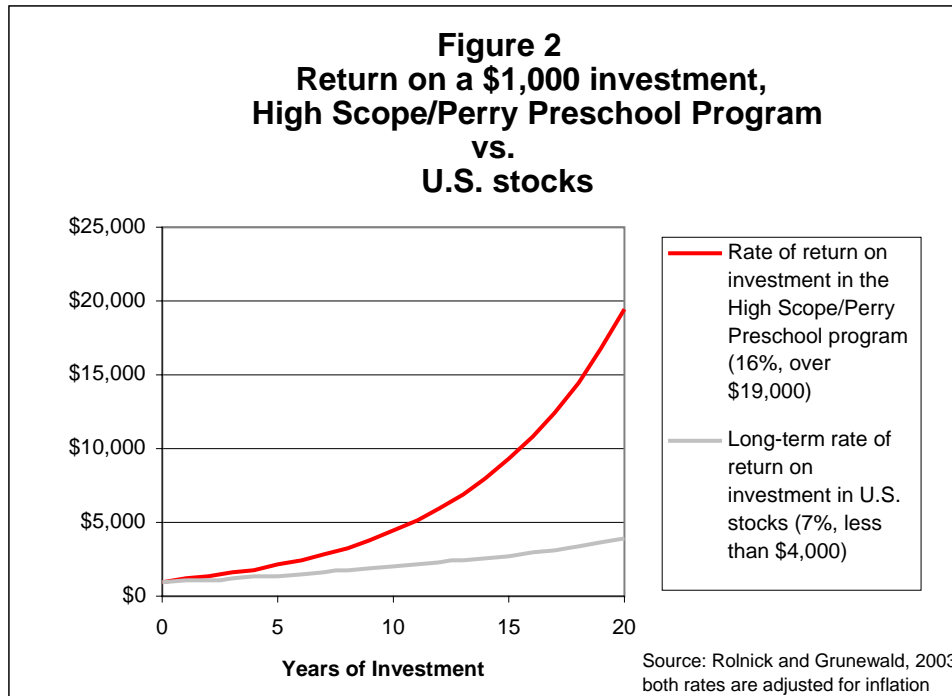 Figure 2
Return on a $1,000 investment,
High Scope/Perry Preschool Program
vs.
U.S. stocks
$25,000
$20,000
$15,000
$10,000
$5,000
$0
0 5 10 15 20
Years of Investment
Rate of return on
investment in the
High Scope/Perry
Preschool program
(16%, over
$19,000)
Long-term rate of
return on
investment in U.S.
stocks (7%, less
than $4,000)
Source: Rolnick and Grunewald, 2003
both rates are adjusted for inflation